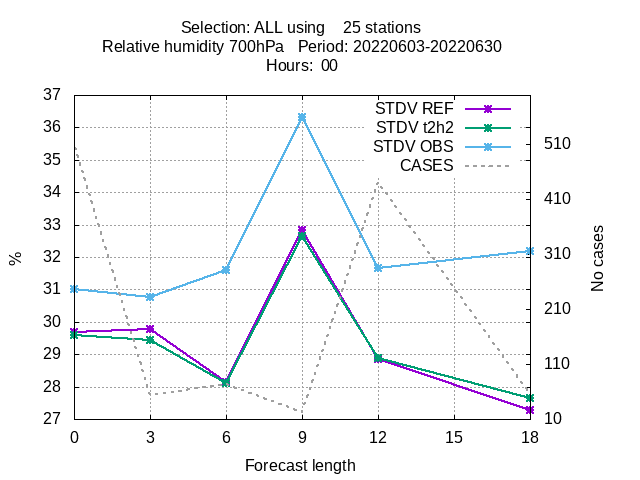 Selection: ALL using 25 stations
Relative humidity 700hPa Period: 20220603-20220630
Hours: 00
STDV REF
STDV t2h2
STDV OBS
CASES
37
36
35
34
33
32
31
30
29
28
27
%
510
410
310
210
110
10
No cases
0 3 6 9 12 15 18
Forecast length